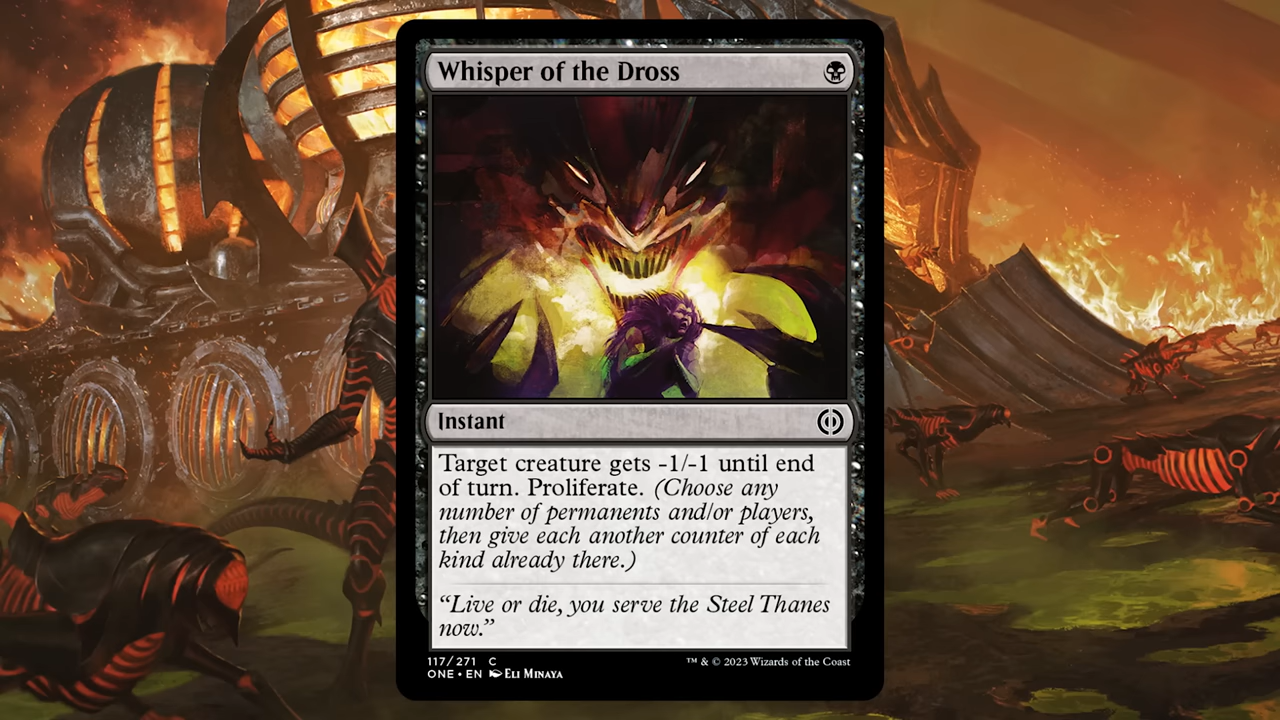 Whisper of the Dross
Instant
Target creature gets -1/-1 until end
of turn. Proliferate. (Choose any
number of permanents and/or players,
then give each another counter of each
kind already there.)
“Live or die, you serve the Steel Thanes
now.”
117/271 C
ONE • EN Eli Minaya
™ & © 2023 Wizards of the Coast